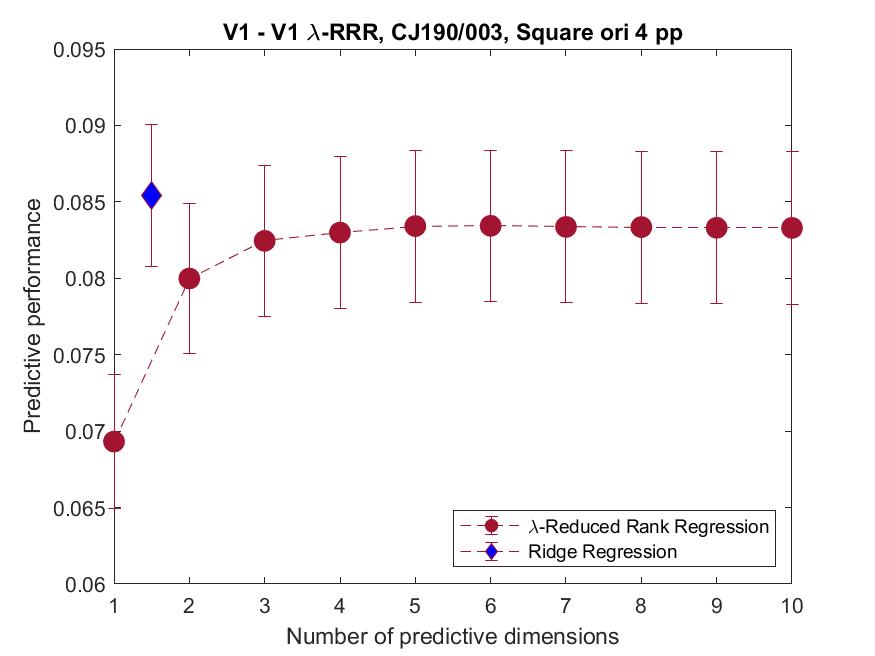 V1 - V1 λ-RRR, CJ190/003, Square ori 4 pp
0.095
0.09
0.085
0.08
0.075
0.07
0.065
0.06
Predictive performance
λ-Reduced Rank Regression
Ridge Regression
1 2 3 4 5 6 7 8 9 10
Number of predictive dimensions